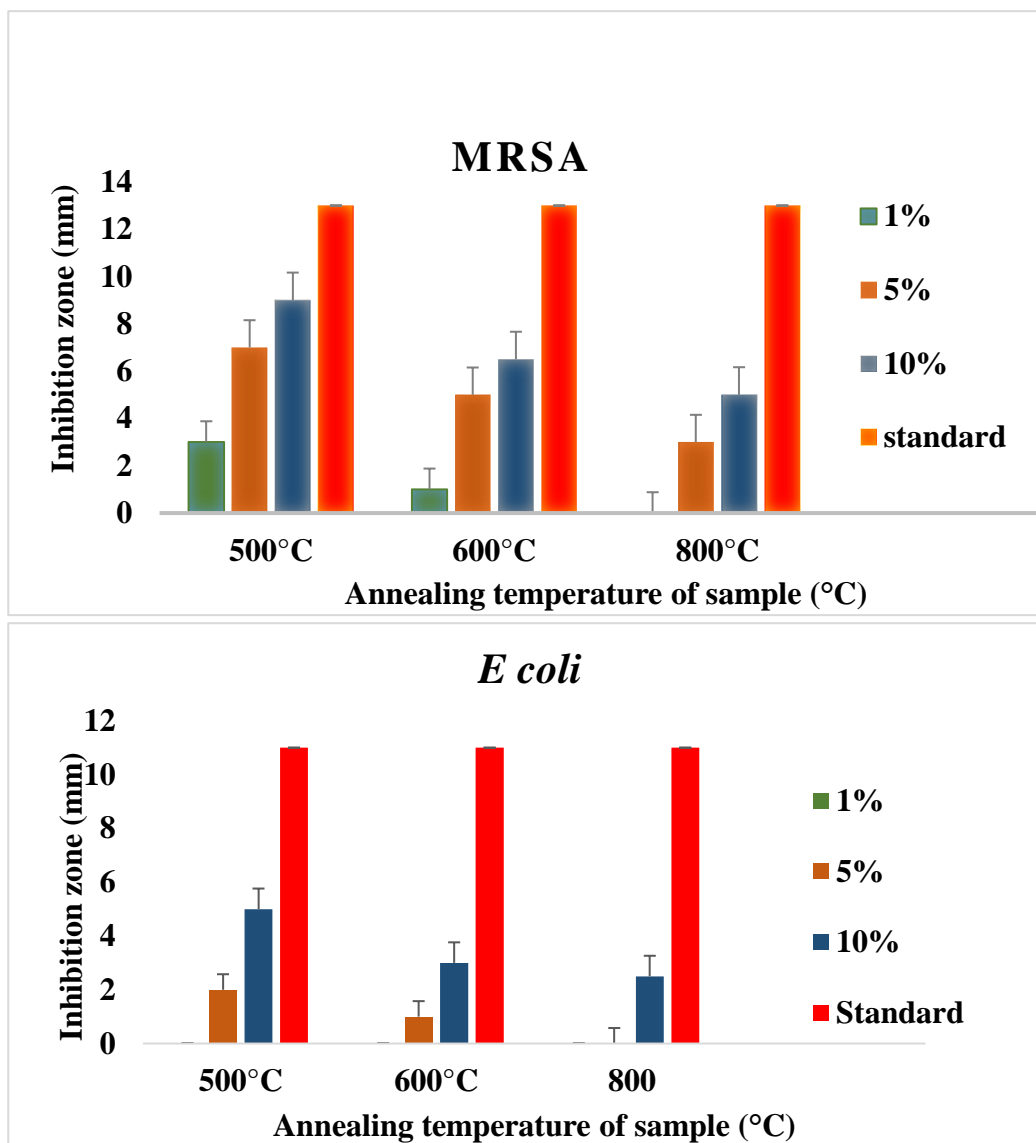 MRSA
Inhibition zone (mm)
14
12
10
8
6
4
2
0
500°C 600°C 800°C
Annealing temperature of sample (°C)
1%
5%
10%
standard
E coli
Inhibition zone (mm)
12
10
8
6
4
2
0
500°C 600°C 800
Annealing temperature of sample (°C)
1%
5%
10%
Standard